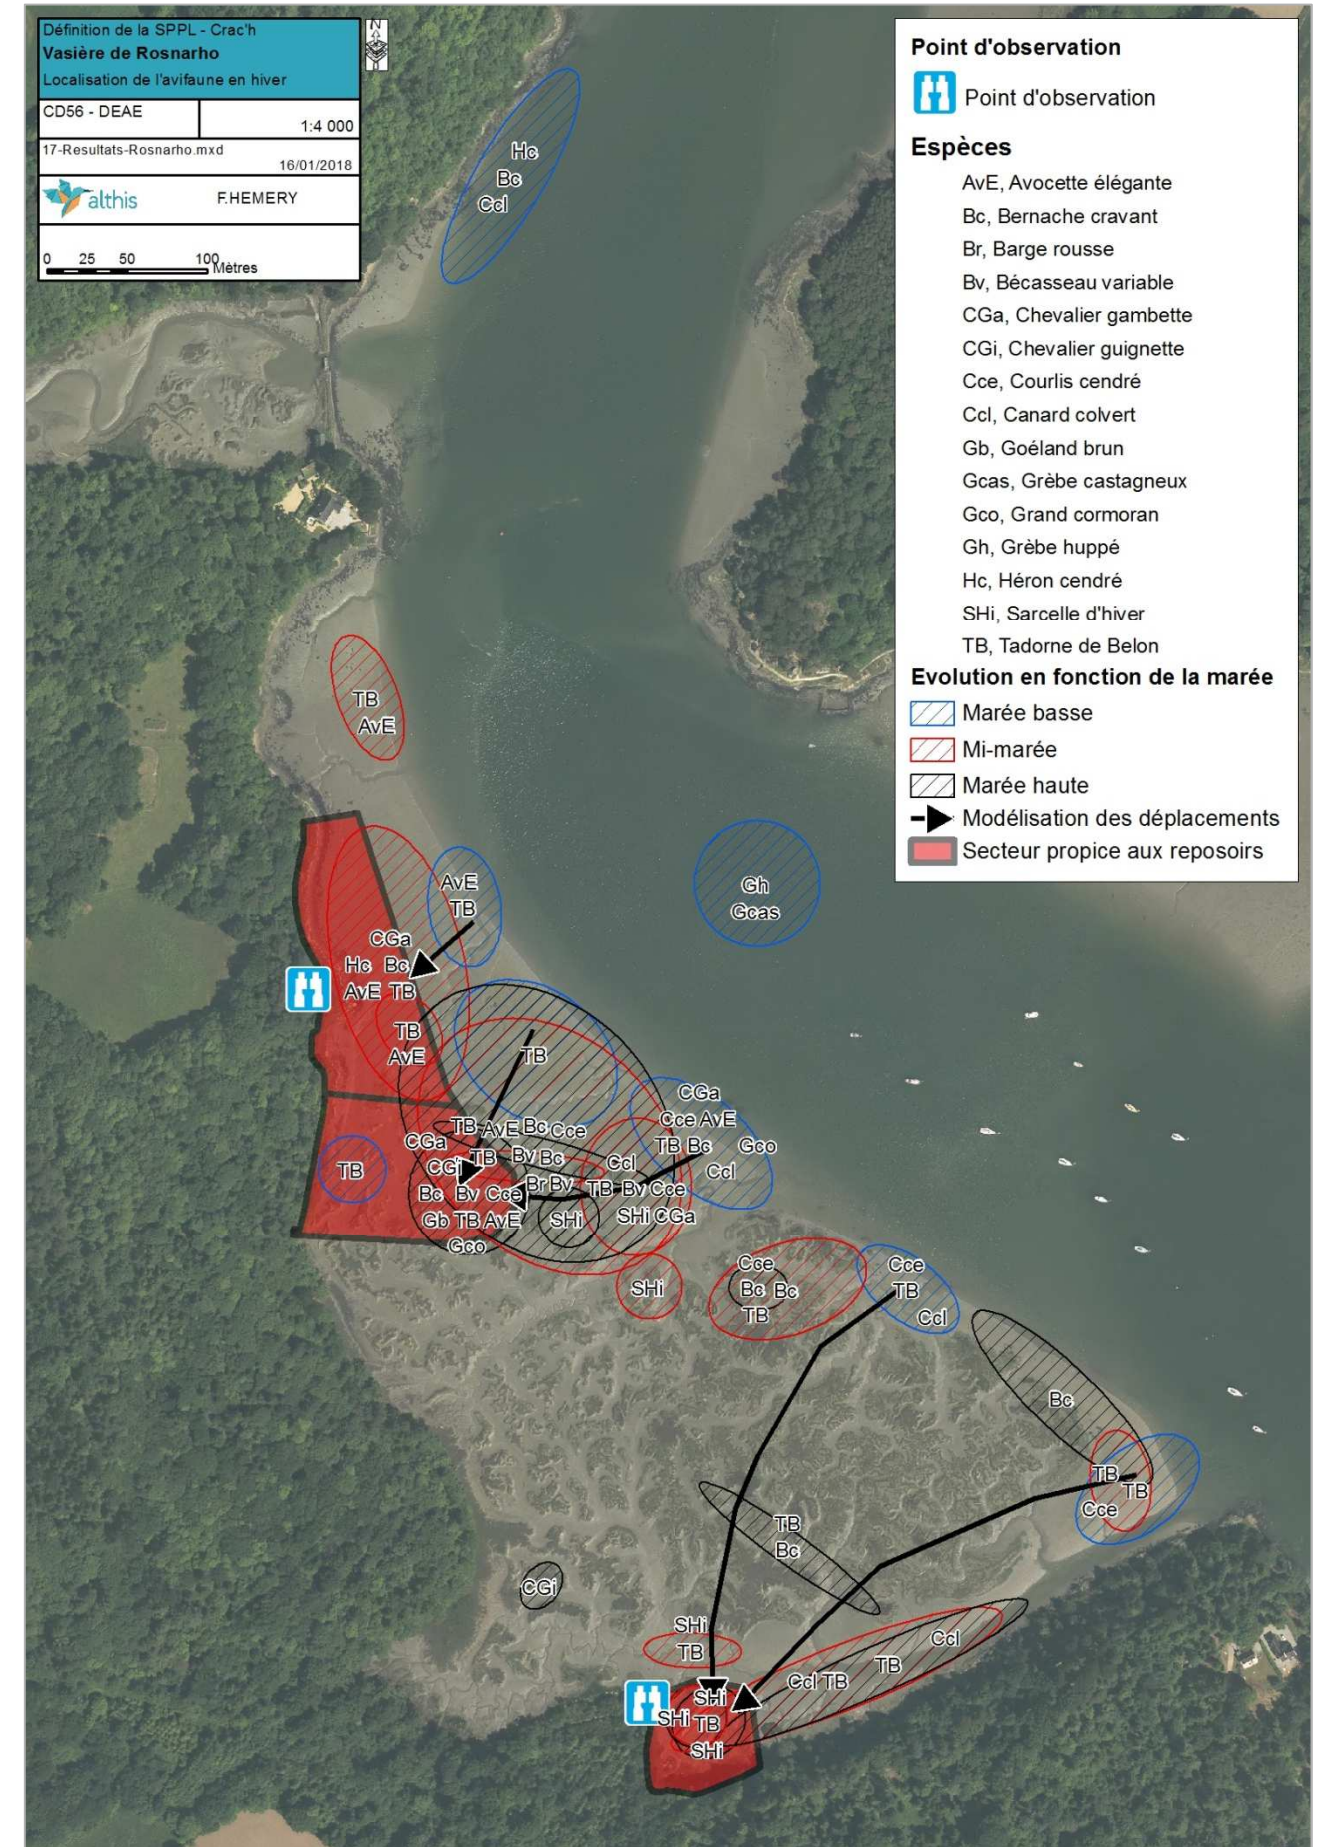 Définition de la SPPL - Crac'h
Vasière de Rosnarho
Localisation de l'avifaune en hiver
CD56 - DEAE
1:4 000
17-Resultats-Rosnarho.mxd
16/01/2018
althis
F.HEMERY
0 25 50 100
Mètres
N
Point d'observation
Point d'observation
Espèces
AvE, Avocette élégante
Bc, Bernache cravant
Br, Barge rousse
Bv, Bécasseau variable
CGa, Chevalier gambette
CGi, Chevalier guignette
Cce, Courlis cendré
Ccl, Canard colvert
Gb, Goéland brun
Gcas, Grèbe castagneux
Gco, Grand cormoran
Gh, Grèbe huppé
Hc, Héron cendré
SHi, Sarcelle d'hiver
TB, Tadorne de Belon
Evolution en fonction de la marée
Marée basse
Mi-marée
Marée haute
Modélisation des déplacements
Secteur propice aux reposoirs
Hc
Bc
Ccl
TB
AvE
AvE
TB
Gh
Gcas
CGa
Hc Bc
AvE TB
TB
AvE
TB
CGa
Cce AvE
TB Bc Gco
Ccl
TB AvE Bc Cce
CGa
TB Bv Bc
CGi
Ccl
TB
Br Bv
TB Bv Cce
Bc Bv Cce
SHi CGa
Gb TB AvE
SHi
Gco
SHi
Cce
Bc Bc
TB
Cce
TB
Ccl
Bc
TB
TB
Cce
TB
Bc
CGi
SHi
TB
Ccl
TB
Ccl TB
SHi
SHi TB
SHi